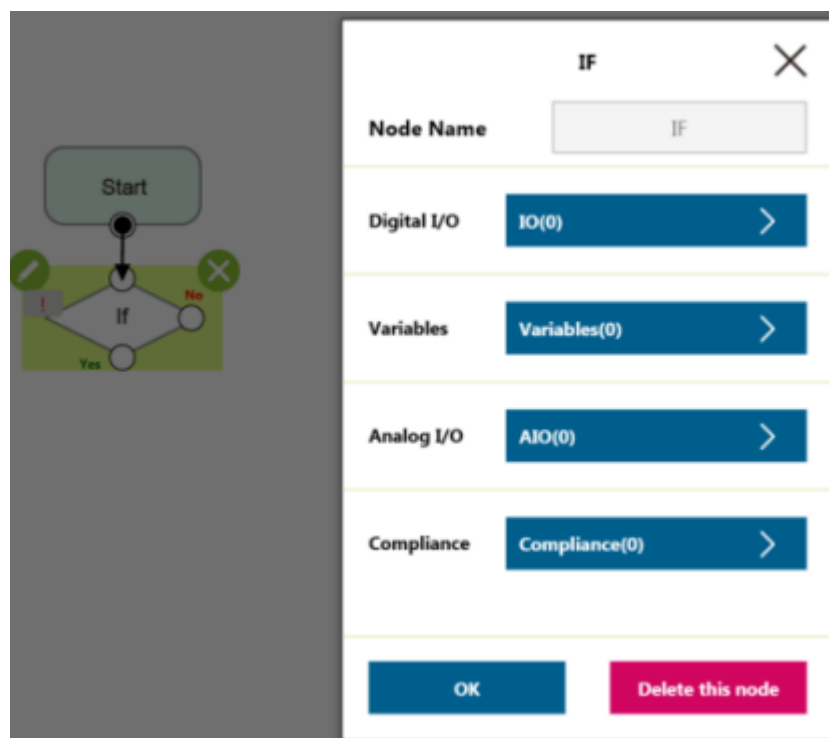 IF
Node Name
IF
Start
Digital I/O
IO(0)
!
If
No
Yes
Variables
Variables(0)
Analog I/O
AIO(0)
Compliance
Compliance(0)
OK
Delete this node